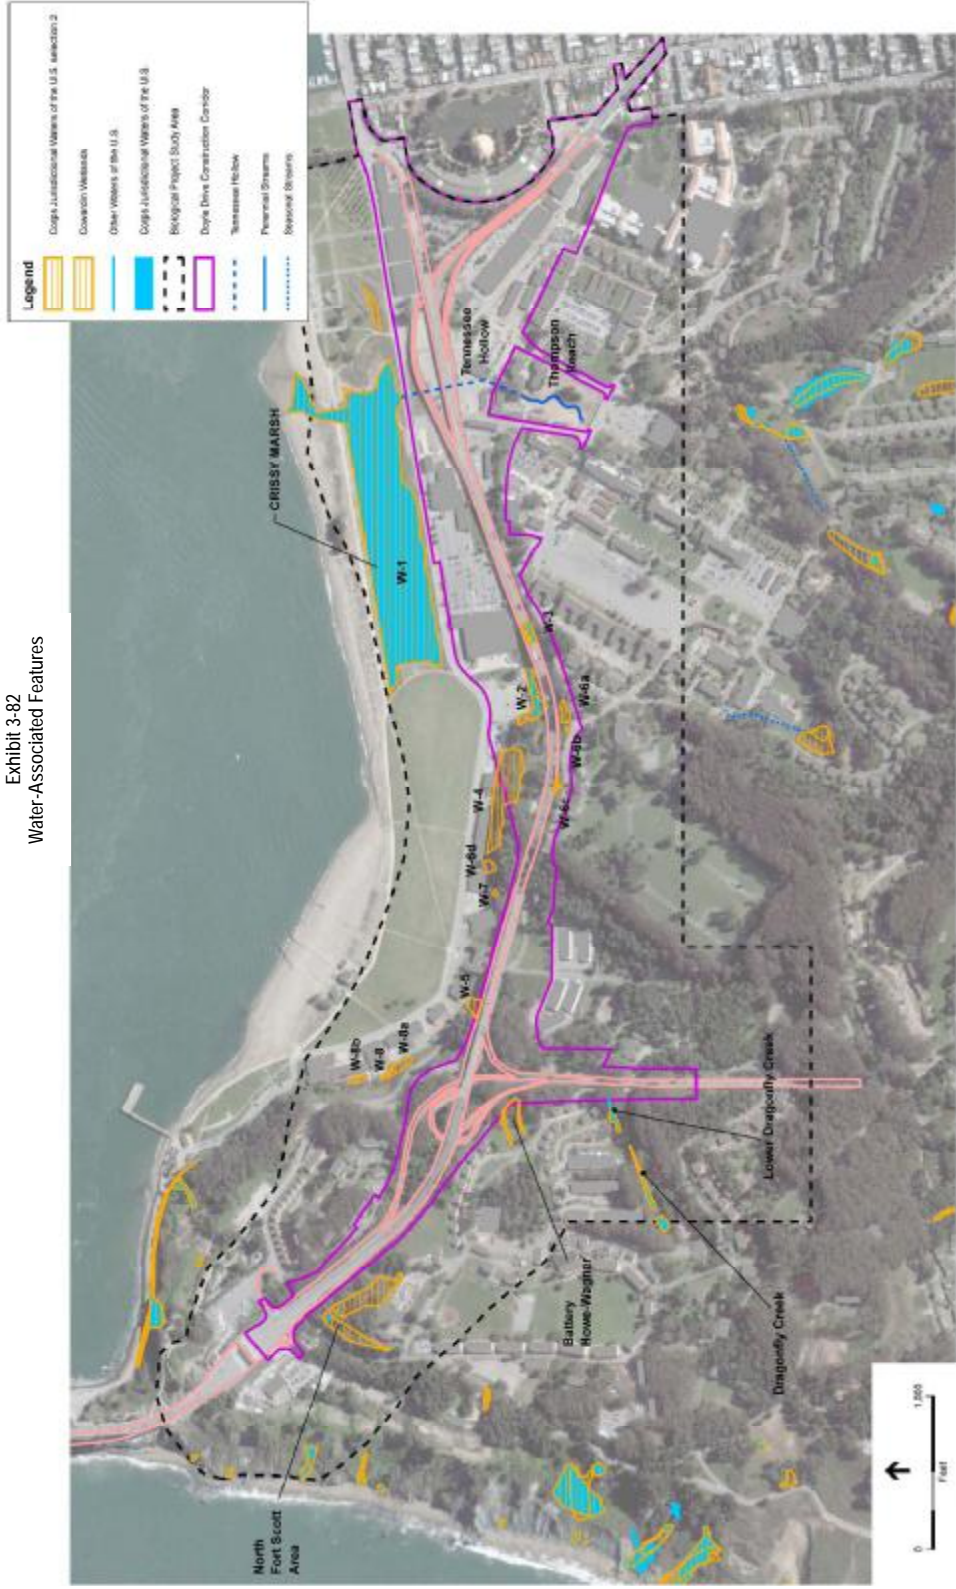 Exhibit 3-82
Water-Associated Features
Legend
Corps Jurisdictional Waters of the U.S. selection 2
Cowardin Wetlands
Other Waters of the U.S.
Corps Jurisdictional Waters of the U.S.
Biological Project Study Area
Doyle Drive Construction Corridor
Tennessee Hollow
Perennial Streams
Seasonal Streams
CRISSY MARSH
W-1
Tennessee
Hollow
Thompson
Reach
W-2
W-6a
W-6b
W-6c
W-4
W-6d
W-7
W-5
W-8b
W-8
W-8a
Lower Dragonfly Creek
Battery
Howe-Wagner
Dragonfly Creek
North
Fort Scott
Area
0
1,000
Feet